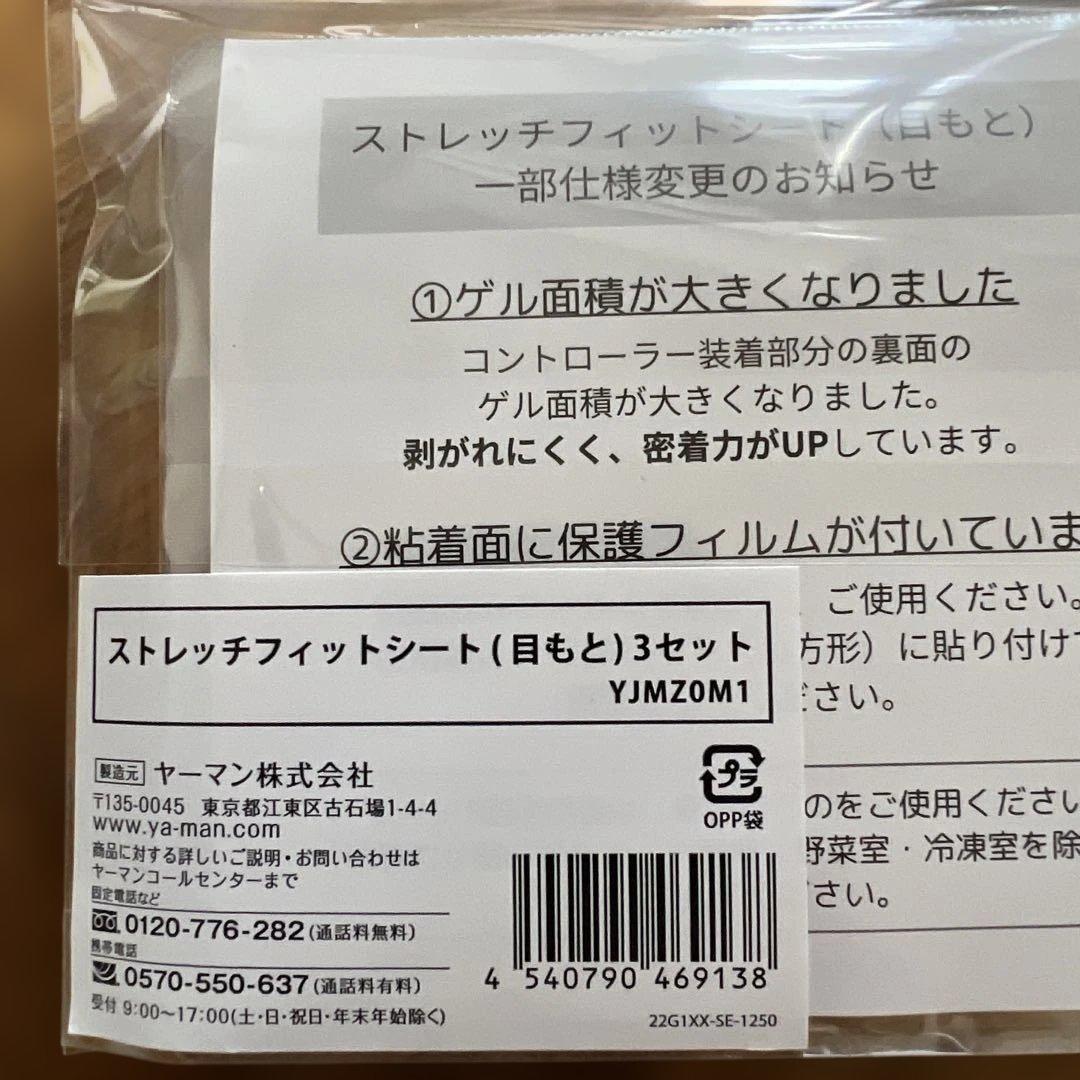 ストレッチフィットシート（目もと）
一部仕様変更のお知らせ
①ゲル面積が大きくなりました
コントローラー装着部分の裏面の
ゲル面積が大きくなりました。
剥がれにくく、密着力がUPしています。
②粘着面に保護フィルムが付いていま
ご使用ください。
方形）に貼り付け
ださい。
のをご使用ください
野菜室・冷凍室を除
ださい。
ストレッチフィットシート(目もと)3セット
YJMZ0M1
製造元 ヤーマン株式会社
〒135-0045 東京都江東区古石場1-4-4
www.ya-man.com
商品に対する詳しいご説明・お問い合わせは
ヤーマンコールセンターまで
固定電話など
0120-776-282(通話料無料)
携帯電話
0570-550-637(通話料有料)
受付 9:00～17:00(土・日・祝日・年末年始除く)
プラ
OPP袋
4 540790 469138
22G1XX-SE-1250